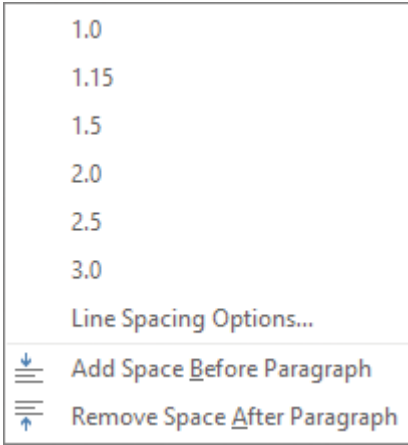 1.0
1.15
1.5
2.0
2.5
3.0
Line Spacing Options...
Add Space Before Paragraph
Remove Space After Paragraph